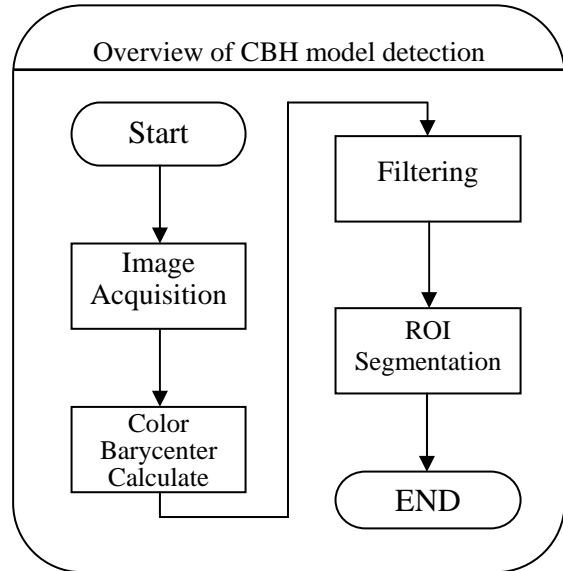 Overview of CBH model detection
Start
Image
Acquisition
Color
Barycenter
Calculate
Filtering
ROI
Segmentation
END